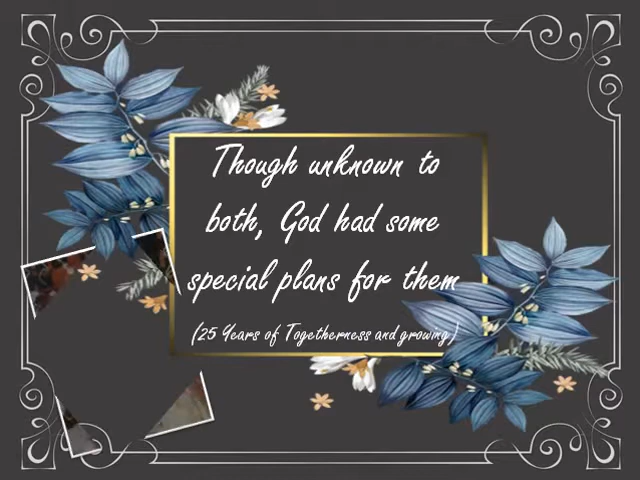 Though unknown to
both, God had some
special plans for them
(25 Years of Togetherness and growing)